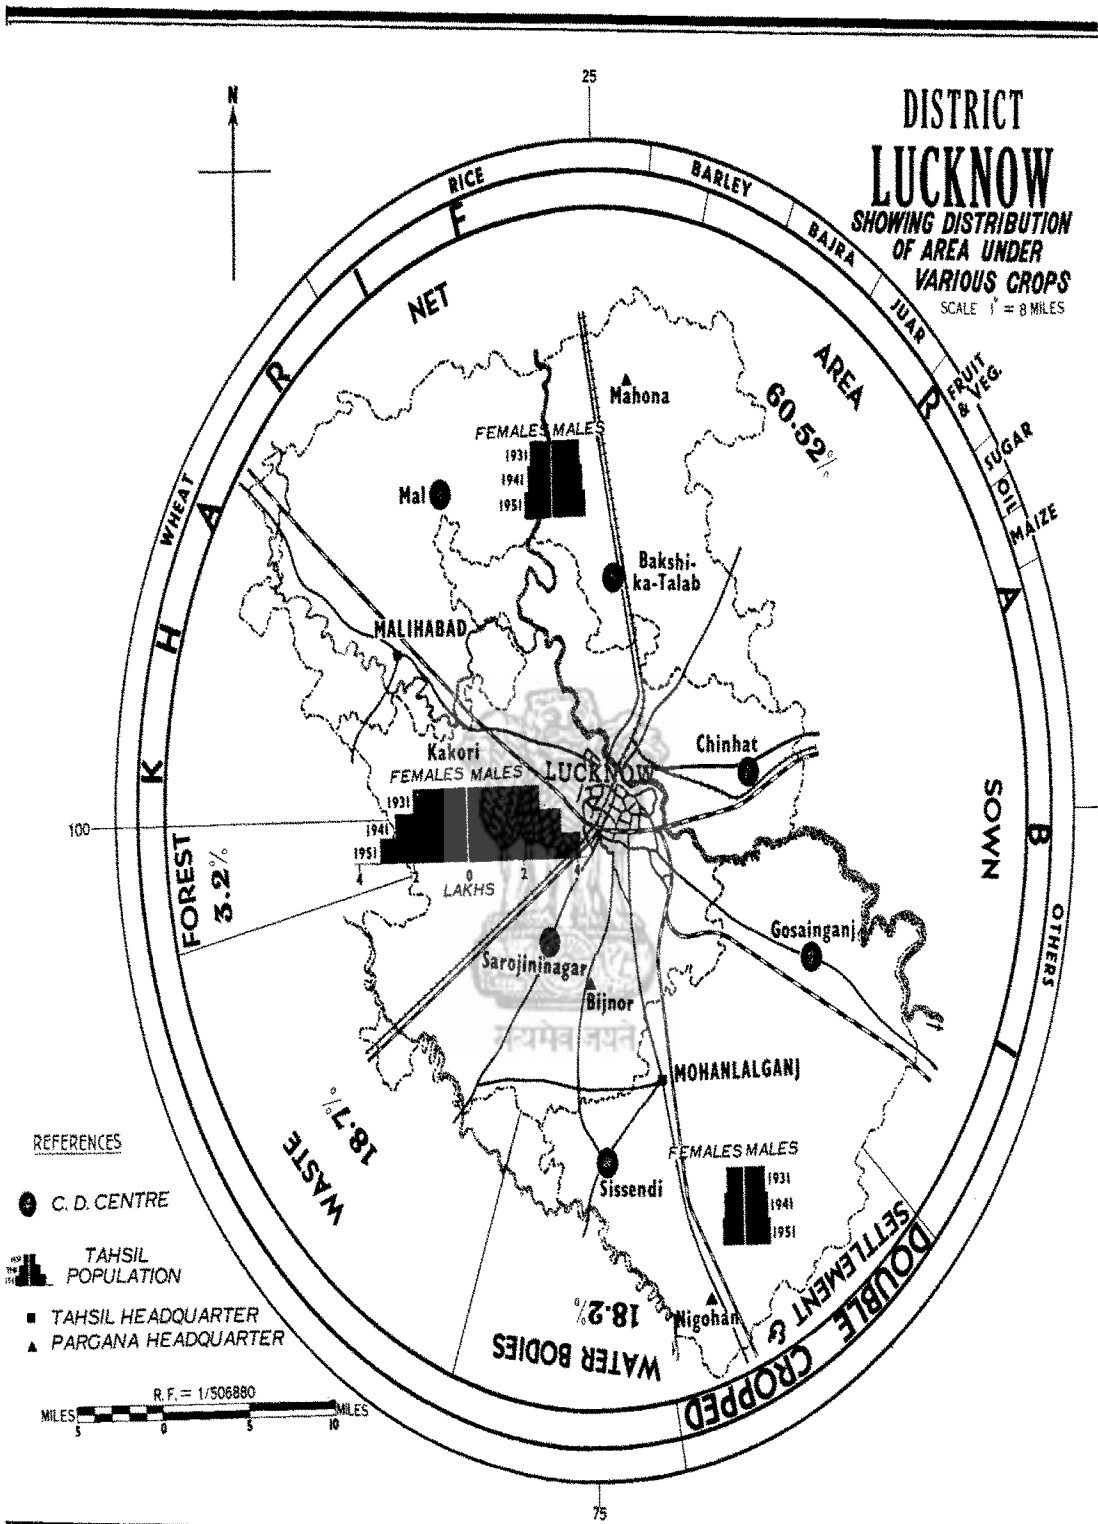 25
N
DISTRICT
LUCKNOW
SHOWING DISTRIBUTION
OF AREA UNDER
VARIOUS CROPS
SCALE 1" = 8 MILES
RICE
BARLEY
BAJRA
JUAR
FRUIT
& VEG.
SUGAR
OIL
MAIZE
OTHERS
WHEAT
KHARIF
RABI
DOUBLE CROPPED
NET
AREA
SOWN
60.52%
Mahona
FEMALES MALES
1931
1941
1951
Mal
Bakshi-
ka-Talab
MALIHABAD
Kakori
Chinhat
LUCKNOW
FEMALES MALES
1931
1941
1951
4 2 0 2 4
LAKHS
100
FOREST
3.2%
Gosainganj
Sarojininagar
Bijnor
सत्यमेव जयते
MOHANLALGANJ
WASTE
18.7%
FEMALES MALES
1931
1941
1951
Sissendi
Nigohan
SETTLEMENT &
WATER BODIES
18.2%
REFERENCES
C. D. CENTRE
TAHSIL
POPULATION
TAHSIL HEADQUARTER
PARGANA HEADQUARTER
R.F. = 1/506880
MILES MILES
5 0 5 10
75